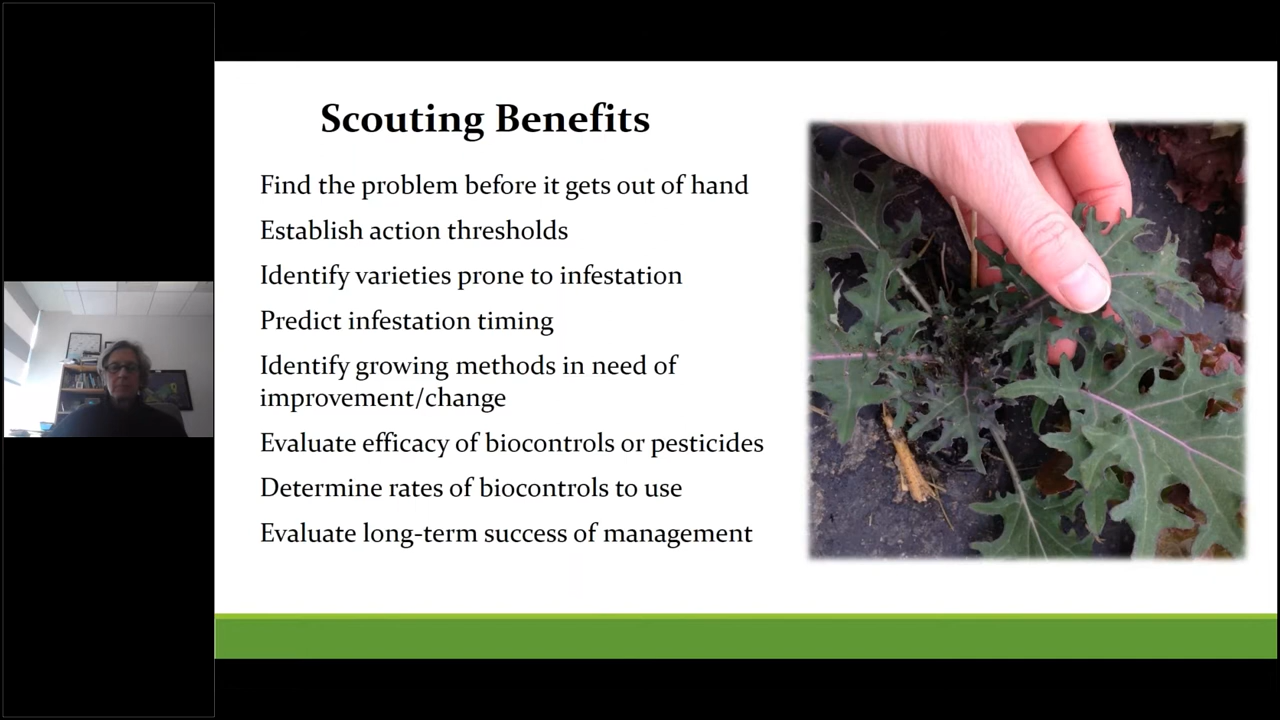 Scouting Benefits
Find the problem before it gets out of hand
Establish action thresholds
Identify varieties prone to infestation
Predict infestation timing
Identify growing methods in need of
improvement/change
Evaluate efficacy of biocontrols or pesticides
Determine rates of biocontrols to use
Evaluate long-term success of management